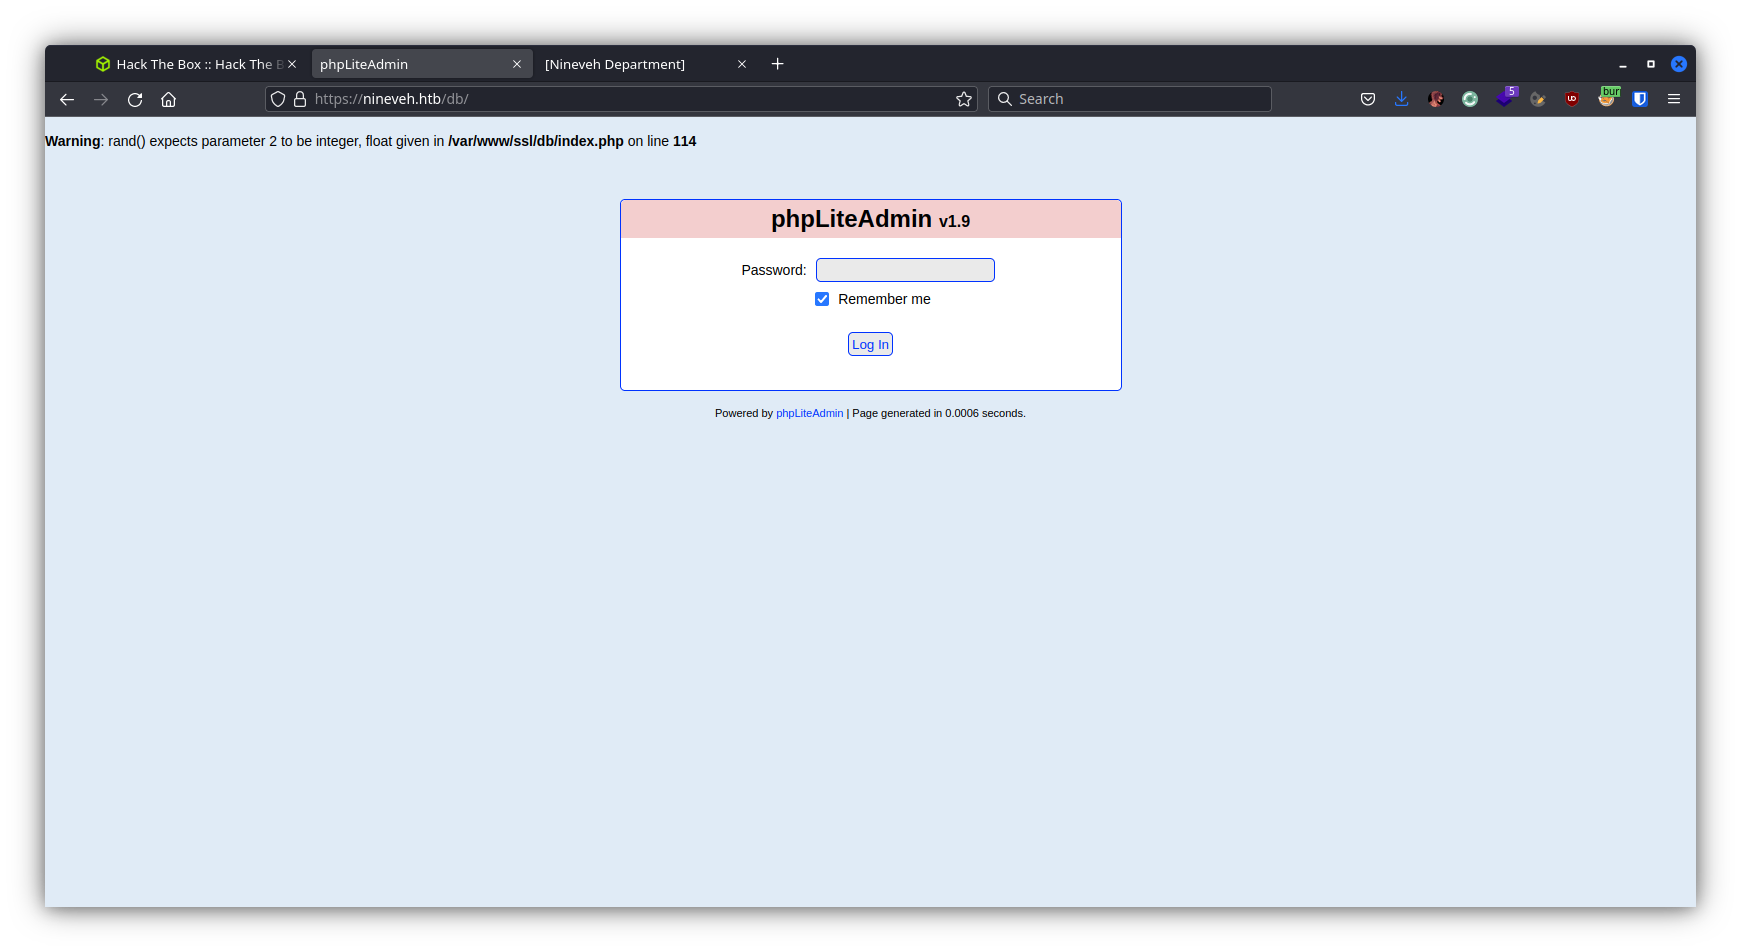 Hack The Box :: Hack The B
phpLiteAdmin
[Nineveh Department]
https://nineveh.htb/db/
Search
5
UD
bur
Warning: rand() expects parameter 2 to be integer, float given in /var/www/ssl/db/index.php on line 114
phpLiteAdmin v1.9
Password:
Remember me
Log In
Powered by phpLiteAdmin | Page generated in 0.0006 seconds.